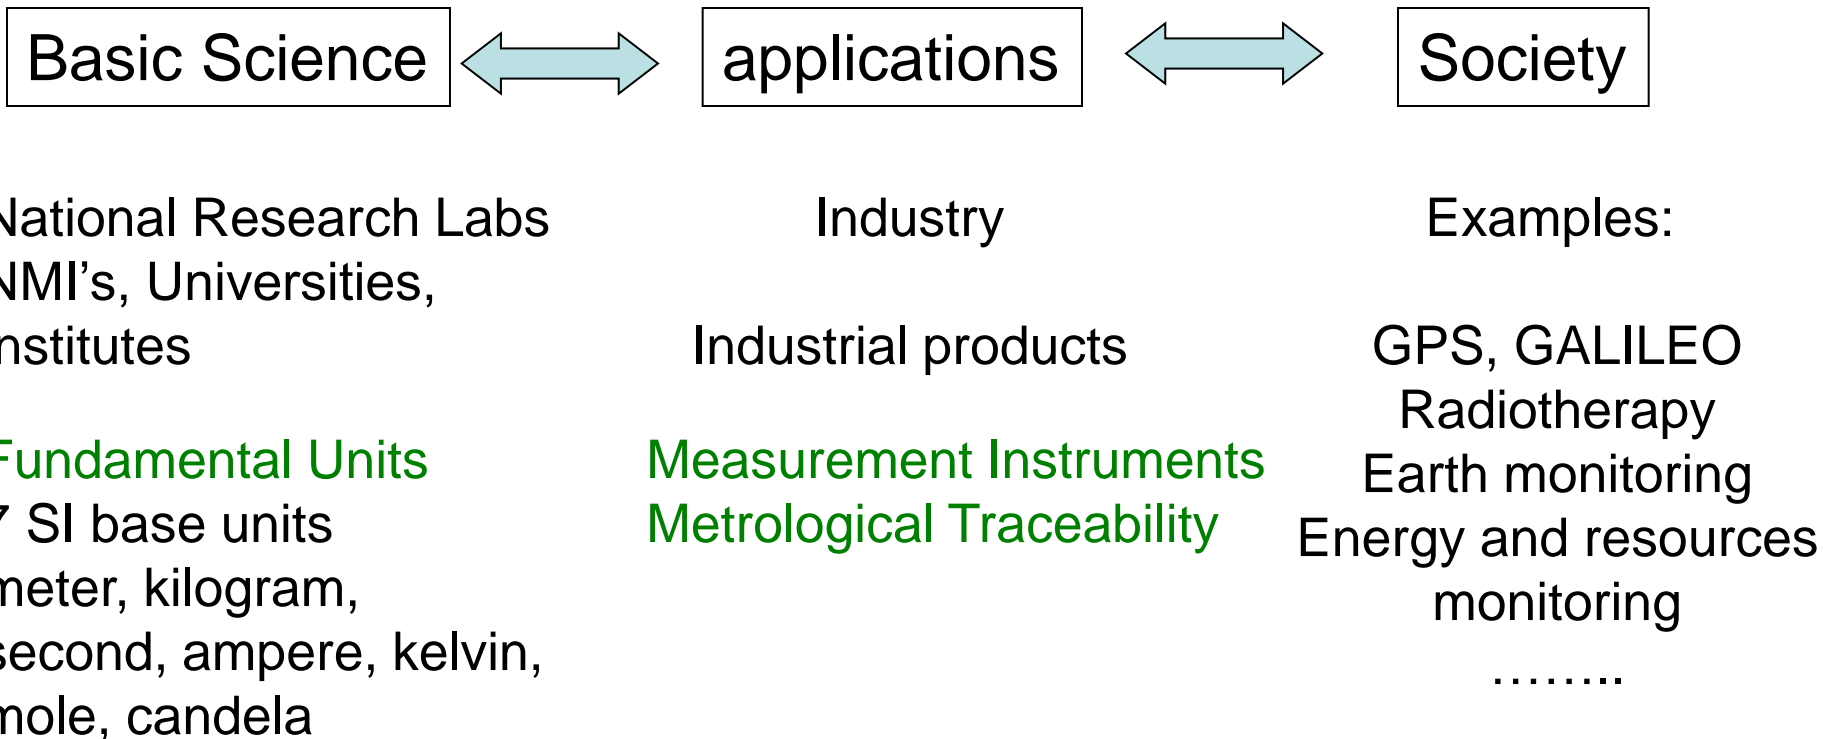 Basic Science
applications
Society
National Research Labs
NMI's, Universities,
nstitutes
Fundamental Units
7 SI base units
meter, kilogram,
second, ampere, kelvin,
mole, candela
Industry
Industrial products
Measurement Instruments
Metrological Traceability
Examples:
GPS, GALILEO
Radiotherapy
Earth monitoring
Energy and resources
monitoring
……..